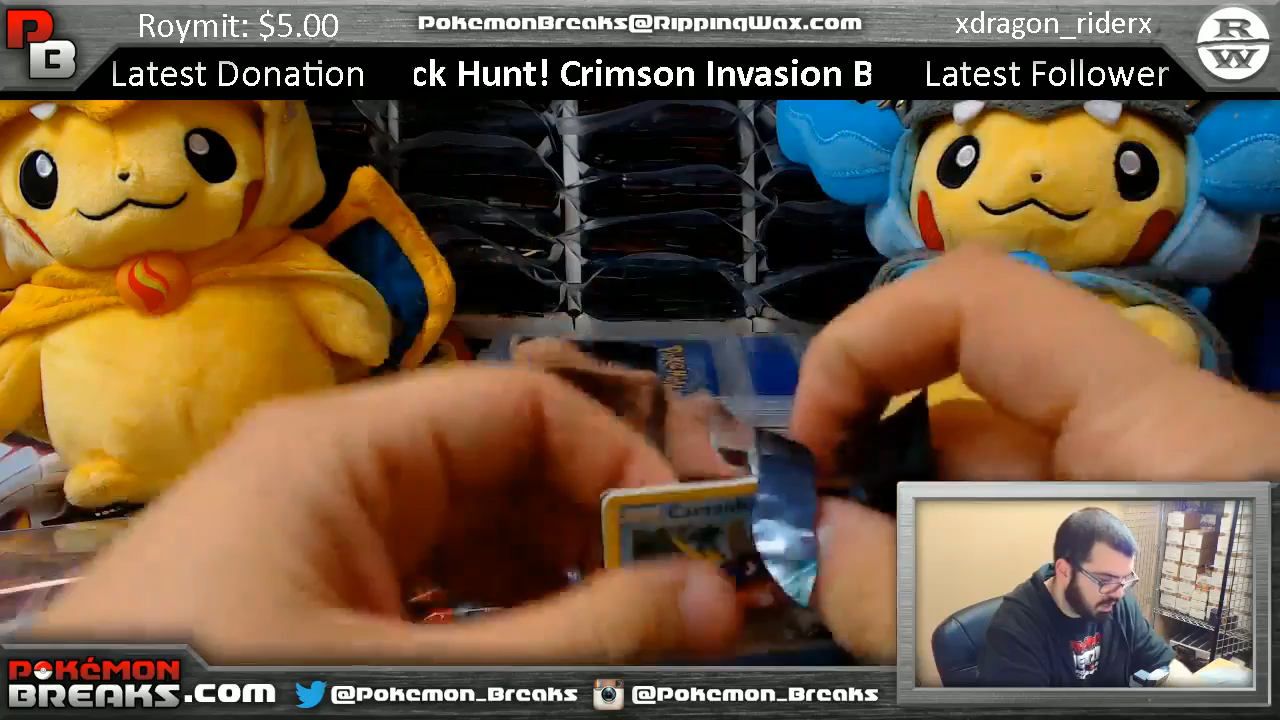 PB
Roymit: $5.00
PokemonBreaks@RippingWax.com
xdragon_riderx
RW
Latest Donation
ck Hunt! Crimson Invasion B
Latest Follower
POKéMON
POKéMON
BREAKS.com
@Pokemon_Breaks
@Pokemon_Breaks